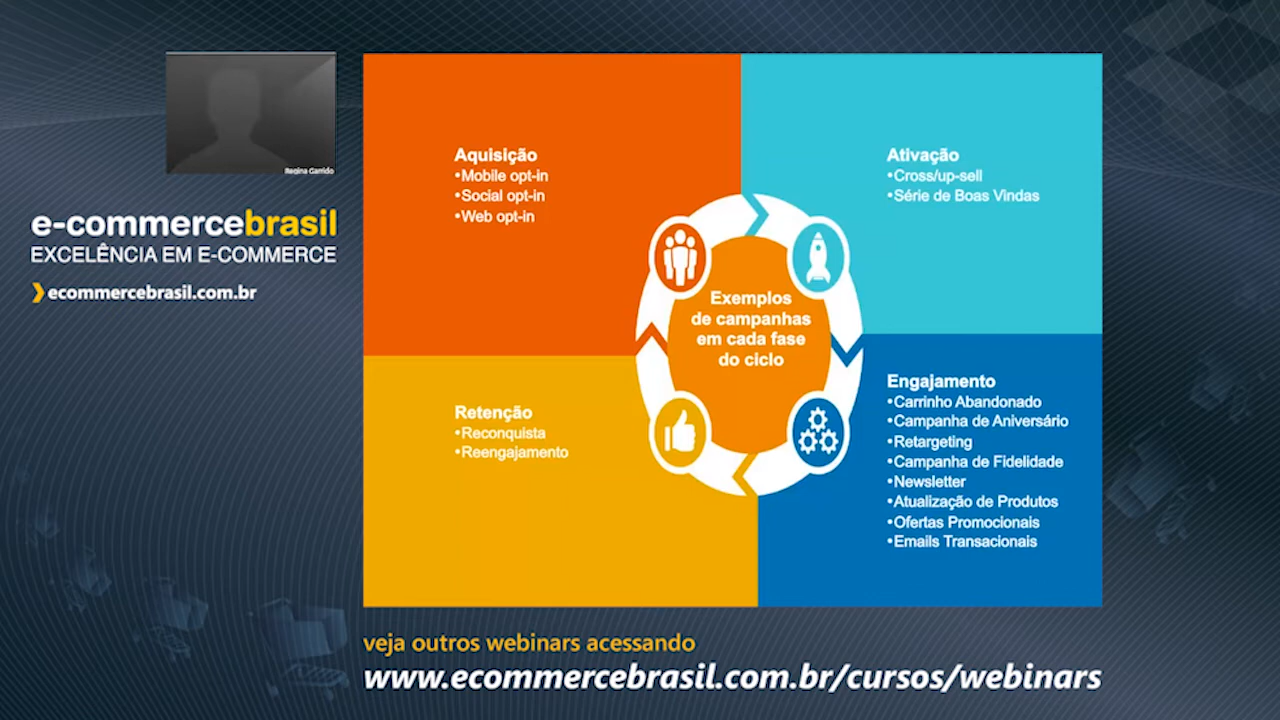 Regina Garrido
e-commercebrasil
EXCELÊNCIA EM E-COMMERCE
ecommercebrasil.com.br
Aquisição
•Mobile opt-in
•Social opt-in
•Web opt-in
Ativação
•Cross/up-sell
•Série de Boas Vindas
Exemplos
de campanhas
em cada fase
do ciclo
Retenção
•Reconquista
•Reengajamento
Engajamento
•Carrinho Abandonado
•Campanha de Aniversário
•Retargeting
•Campanha de Fidelidade
•Newsletter
•Atualização de Produtos
•Ofertas Promocionais
•Emails Transacionais
veja outros webinars acessando
www.ecommercebrasil.com.br/cursos/webinars